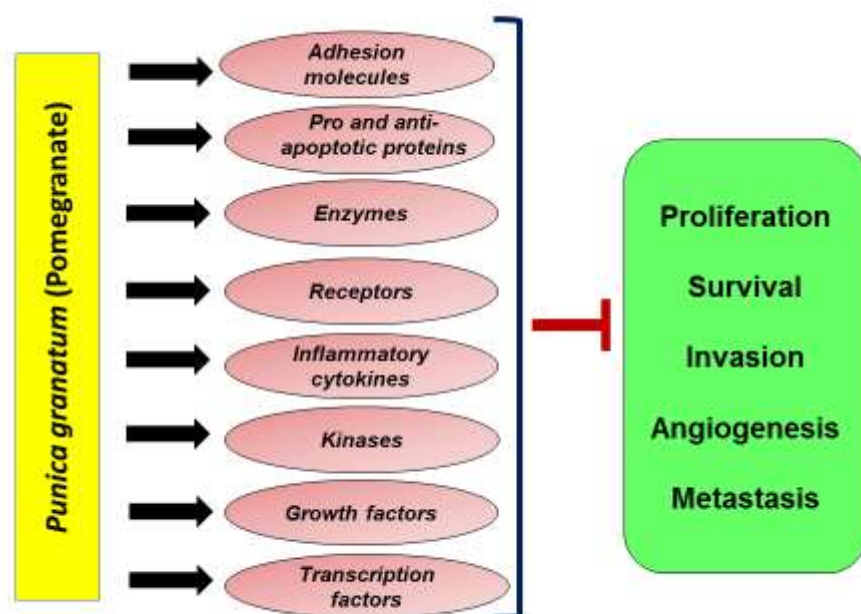 Punica granatum (Pomegranate)
Adhesion
molecules
Pro and anti-
apoptotic proteins
Enzymes
Receptors
Inflammatory
cytokines
Kinases
Growth factors
Transcription
factors
Proliferation
Survival
Invasion
Angiogenesis
Metastasis